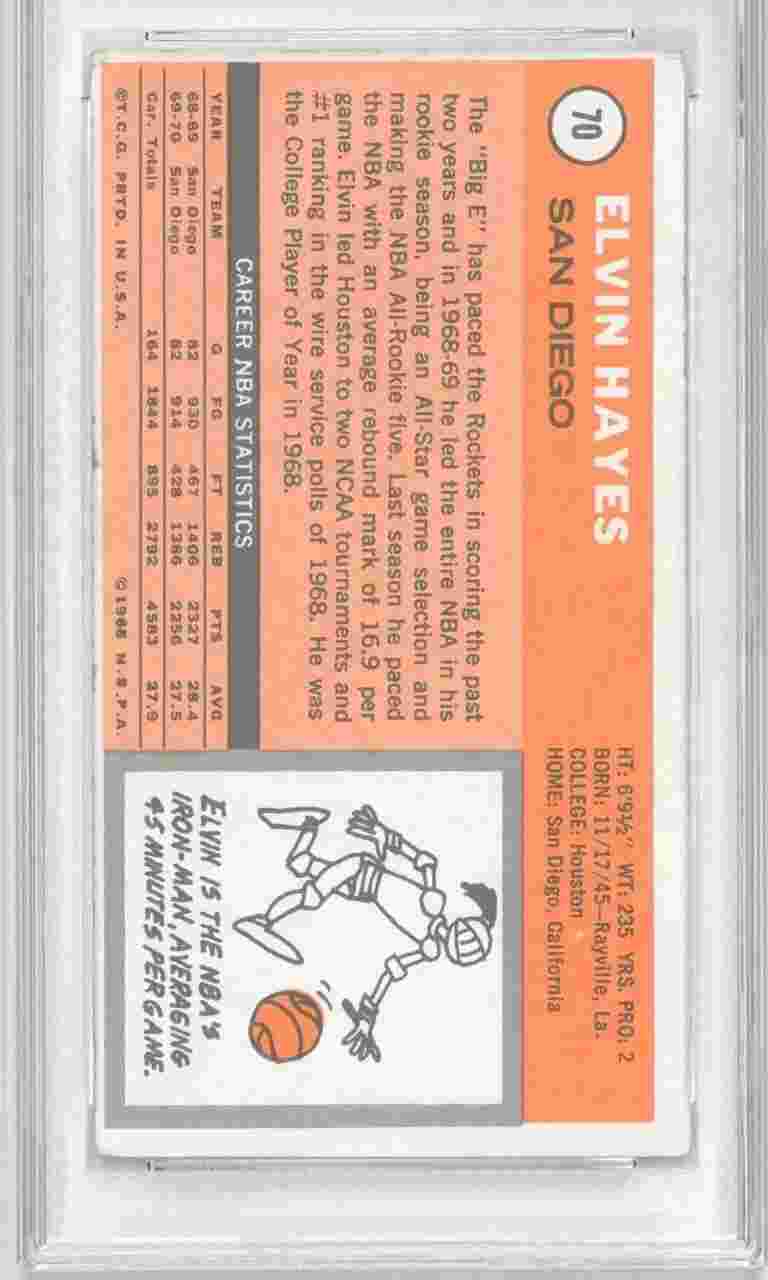 70
ELVIN HAYES
SAN DIEGO
HT: 6'9½" WT: 235 YRS. PRO: 2
BORN: 11/17/45—Rayville, La.
COLLEGE: Houston
HOME: San Diego, California
The "Big E" has paced the Rockets in scoring the past
two years and in 1968-69 he led the entire NBA in his
rookie season, being an All-Star game selection and
making the NBA All-Rookie five. Last season he paced
the NBA with an average rebound mark of 16.9 per
game. Elvin led Houston to two NCAA tournaments and
#1 ranking in the wire service polls of 1968. He was
the College Player of Year in 1968.
CAREER NBA STATISTICS
YEAR TEAM G FG FT REB PTS AVG
68-69 San Diego 82 930 467 1406 2327 28.4
69-70 San Diego 82 914 428 1386 2256 27.5
Car. Totals 164 1844 895 2792 4583 27.9
©T.C.G. PRTD. IN U.S.A. ©1968 N.B.P.A.
ELVIN IS THE NBA'S
IRON-MAN, AVERAGING
45 MINUTES PER GAME.